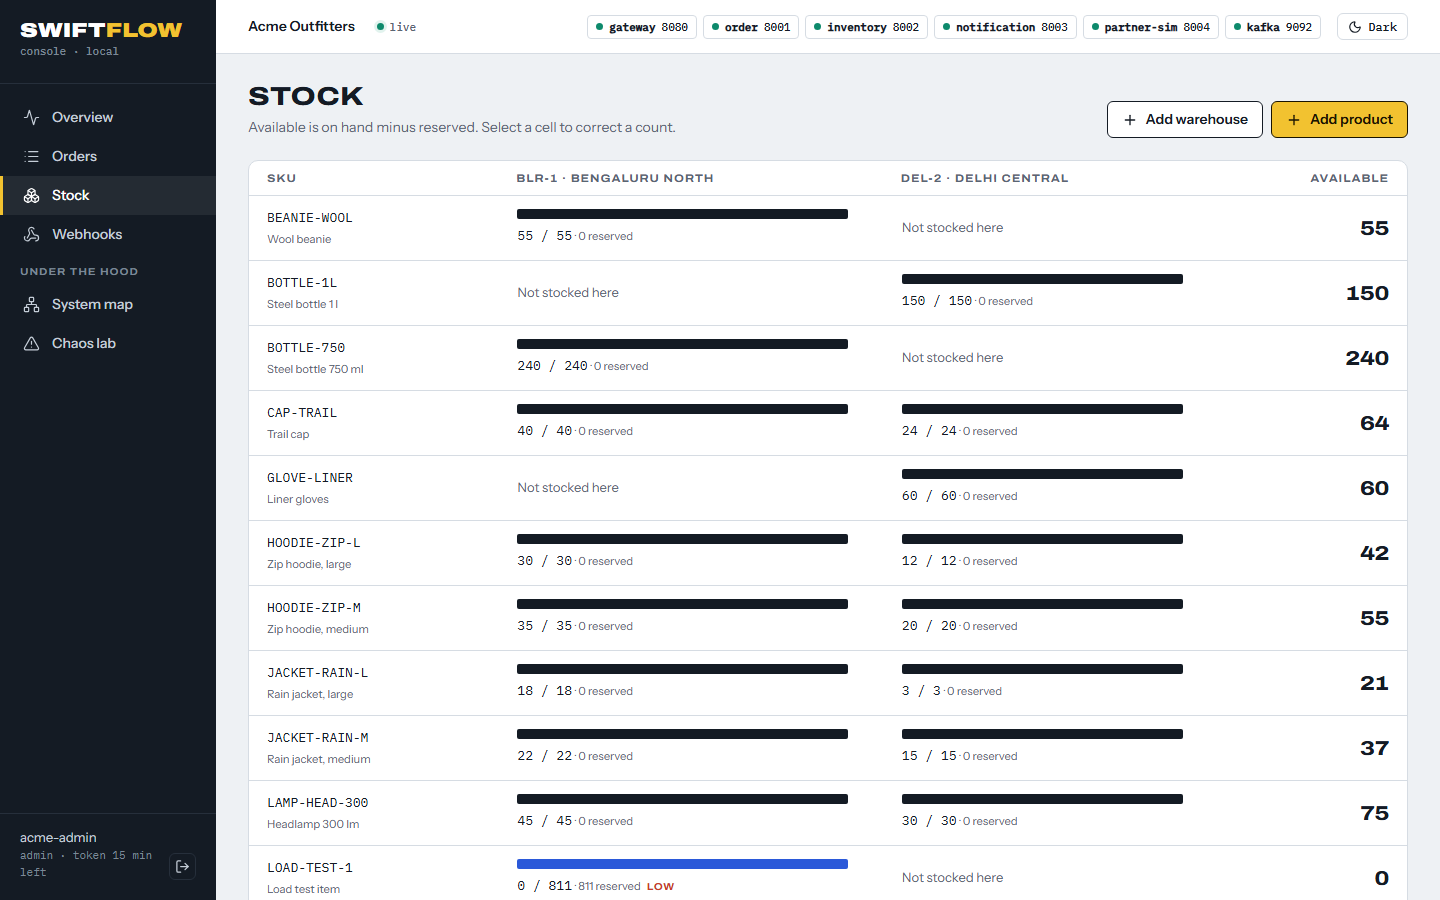 SWIFTFLOW
console · local
Overview
Orders
Stock
Webhooks
UNDER THE HOOD
System map
Chaos lab
acme-admin
admin · token 15 min
left
Acme Outfitters live gateway 8080 order 8001 inventory 8002 notification 8003 partner-sim 8004 kafka 9092 Dark
STOCK
Available is on hand minus reserved. Select a cell to correct a count.
+ Add warehouse + Add product
SKU BLR-1 · BENGALURU NORTH DEL-2 · DELHI CENTRAL AVAILABLE
BEANIE-WOOL
Wool beanie
55 / 55 · 0 reserved
Not stocked here
55
BOTTLE-1L
Steel bottle 1 l
Not stocked here
150 / 150 · 0 reserved
150
BOTTLE-750
Steel bottle 750 ml
240 / 240 · 0 reserved
Not stocked here
240
CAP-TRAIL
Trail cap
40 / 40 · 0 reserved
24 / 24 · 0 reserved
64
GLOVE-LINER
Liner gloves
Not stocked here
60 / 60 · 0 reserved
60
HOODIE-ZIP-L
Zip hoodie, large
30 / 30 · 0 reserved
12 / 12 · 0 reserved
42
HOODIE-ZIP-M
Zip hoodie, medium
35 / 35 · 0 reserved
20 / 20 · 0 reserved
55
JACKET-RAIN-L
Rain jacket, large
18 / 18 · 0 reserved
3 / 3 · 0 reserved
21
JACKET-RAIN-M
Rain jacket, medium
22 / 22 · 0 reserved
15 / 15 · 0 reserved
37
LAMP-HEAD-300
Headlamp 300 lm
45 / 45 · 0 reserved
30 / 30 · 0 reserved
75
LOAD-TEST-1
Load test item
0 / 811 · 811 reserved LOW
Not stocked here
0